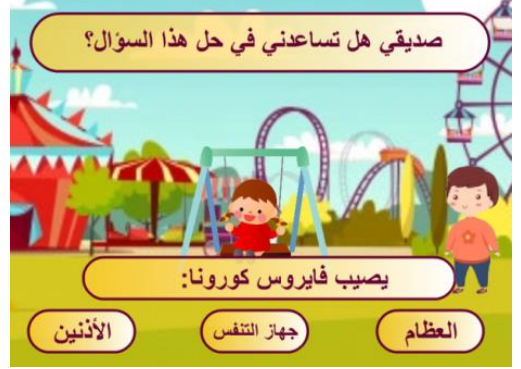 صديقي هل تساعدني في حل هذا السؤال؟
يصيب فايروس كورونا:
العظام
جهاز التنفس
الأذنين